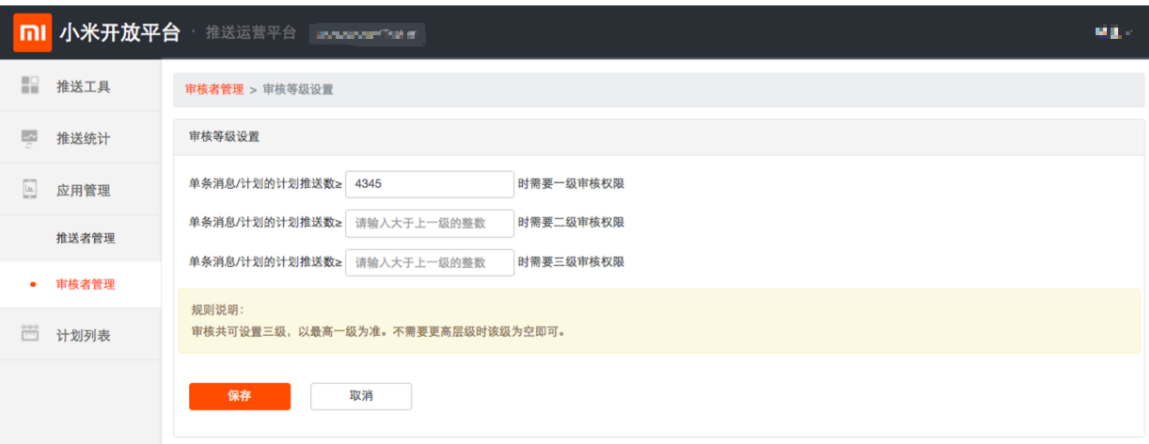 mi 小米开放平台 · 推送运营平台
推送工具
推送统计
应用管理
推送者管理
审核者管理
计划列表
审核者管理 > 审核等级设置
审核等级设置
单条消息/计划的计划推送数≥ 4345 时需要一级审核权限
单条消息/计划的计划推送数≥ 请输入大于上一级的整数 时需要二级审核权限
单条消息/计划的计划推送数≥ 请输入大于上一级的整数 时需要三级审核权限
规则说明：
审核共可设置三级，以最高一级为准。不需要更高层级时该级为空即可。
保存 取消